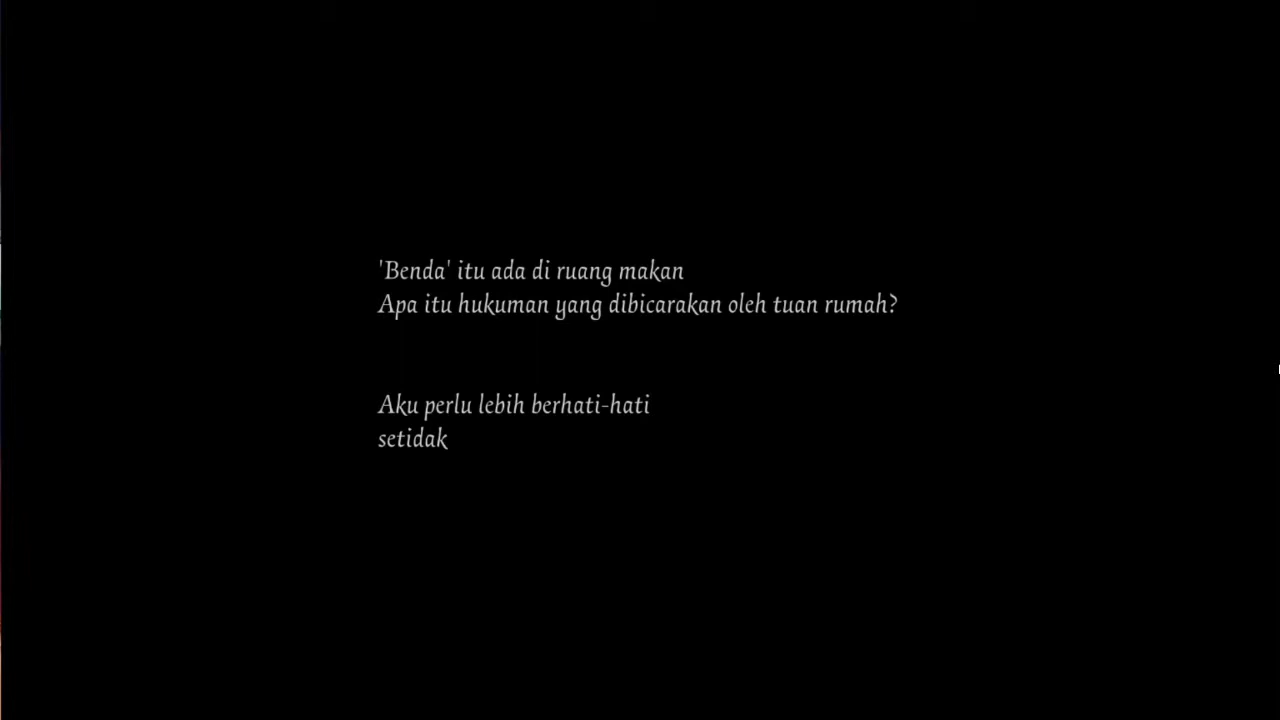 'Benda' itu ada di ruang makan
Apa itu hukuman yang dibicarakan oleh tuan rumah?
Aku perlu lebih berhati-hati
setidak